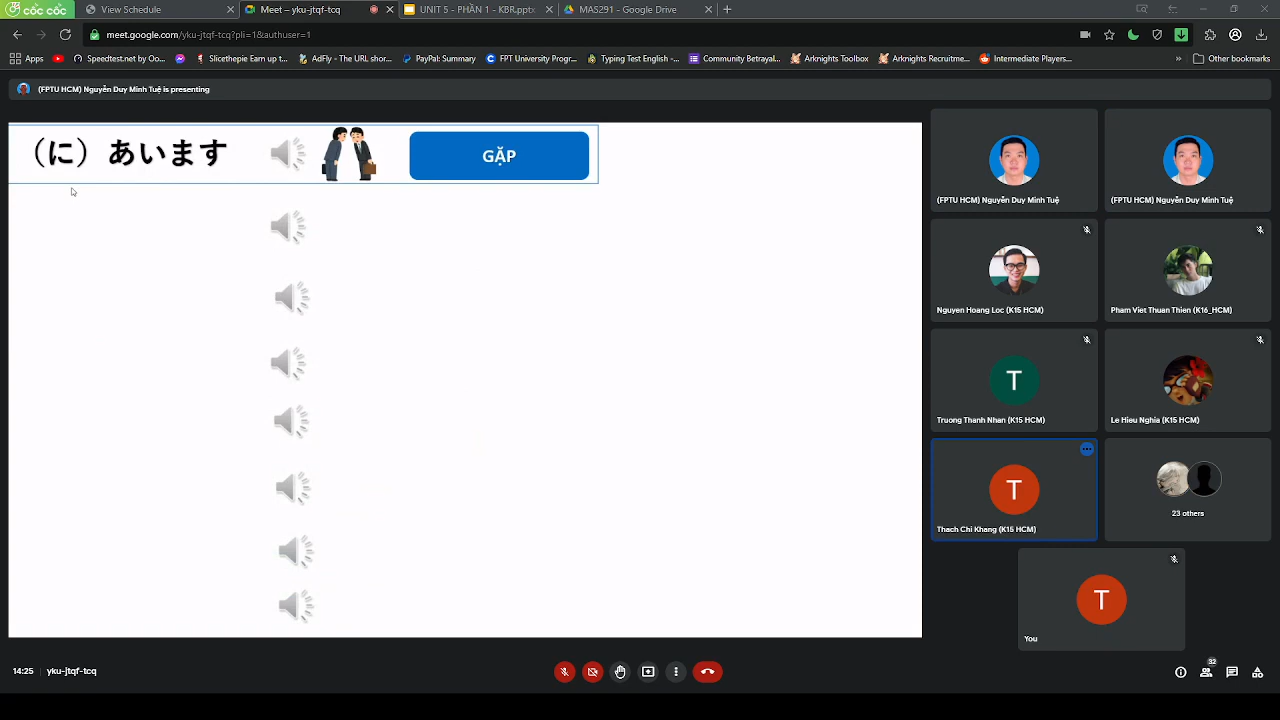 cốc cốc
View Schedule
Meet – yku-jtqf-tcq
UNIT 5 - PHẦN 1 - KBR.pptx
MAS291 - Google Drive
meet.google.com/yku-jtqf-tcq?pli=1&authuser=1
Apps
Speedtest.net by Oo...
Slicethepie Earn up t...
AdFly - The URL shor...
PayPal: Summary
FPT University Progr...
Typing Test English -...
Community Betrayal...
Arknights Toolbox
Arknights Recruitme...
Intermediate Players...
»
Other bookmarks
(FPTU HCM) Nguyễn Duy Minh Tuệ is presenting
（に）あいます
GẶP
(FPTU HCM) Nguyễn Duy Minh Tuệ
(FPTU HCM) Nguyễn Duy Minh Tuệ
Nguyen Hoang Loc (K15 HCM)
Pham Viet Thuan Thien (K16_HCM)
T
Truong Thanh Nhan (K15 HCM)
Le Hieu Nghia (K15 HCM)
T
Thach Chi Khang (K15 HCM)
23 others
T
You
14:25 | yku-jtqf-tcq
32